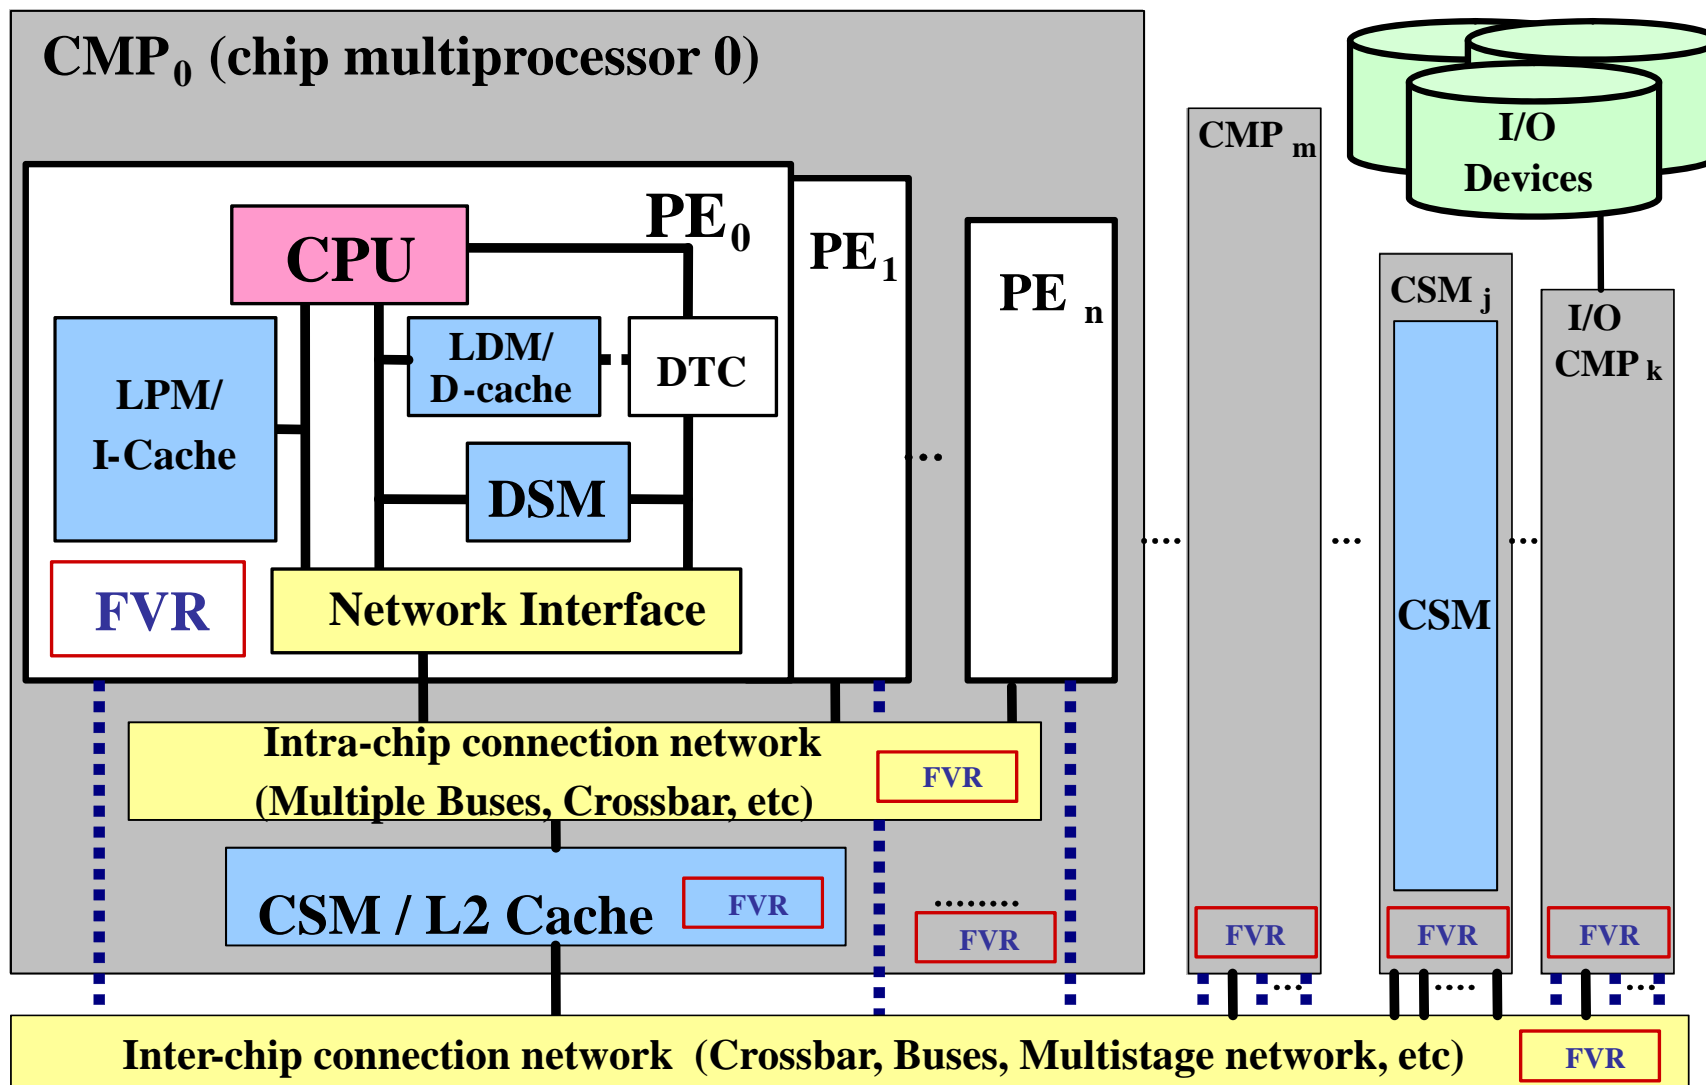 CMP0 (chip multiprocessor 0)
PE0
CPU
LPM/
I-Cache
LDM/
D-cache
DTC
DSM
FVR
Network Interface
PE1
....
PE n
Intra-chip connection network
(Multiple Buses, Crossbar, etc)
FVR
CSM / L2 Cache
FVR
........
FVR
....
CMP m
FVR
....
...
CSM j
CSM
FVR
....
...
I/O
Devices
I/O
CMP k
FVR
...
Inter-chip connection network (Crossbar, Buses, Multistage network, etc)
FVR